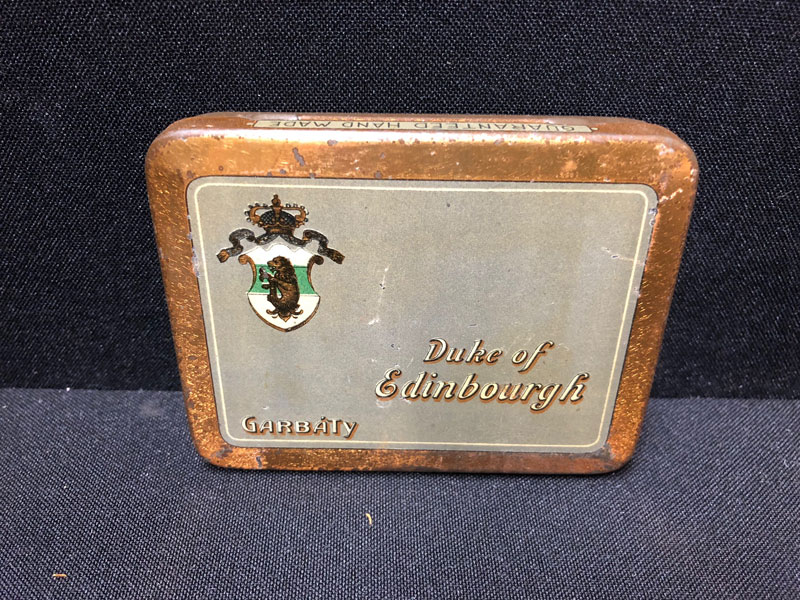 GUARANTEED HAND MADE
Duke of
Edinbourgh
GARBÁTY